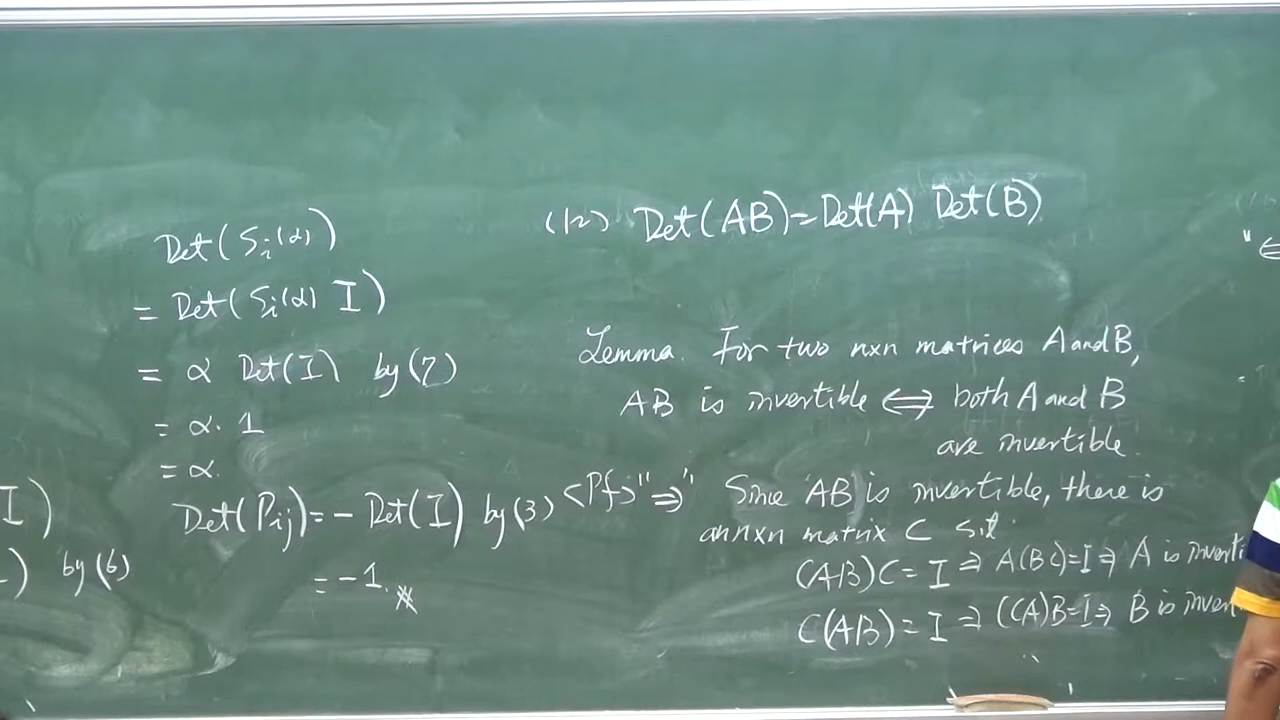 I)
-) by (6)
Det(Si(α))
= Det(Si(α) I)
= α Det(I) by (7)
= α. 1
= α.
Det(Pij) = - Det(I) by (3)
= -1.
(12) Det(AB) = Det(A) Det(B)
Lemma. For two nxn matrices A and B,
AB is invertible ⟺ both A and B
are invertible.
<Pf> "⇒" Since AB is invertible, there is
an nxn matrix C s.t.
(AB)C = I ⇒ A(BC)=I ⇒ A is inverti
C(AB) = I ⇒ (CA)B=I ⇒ B is inver
"⇐